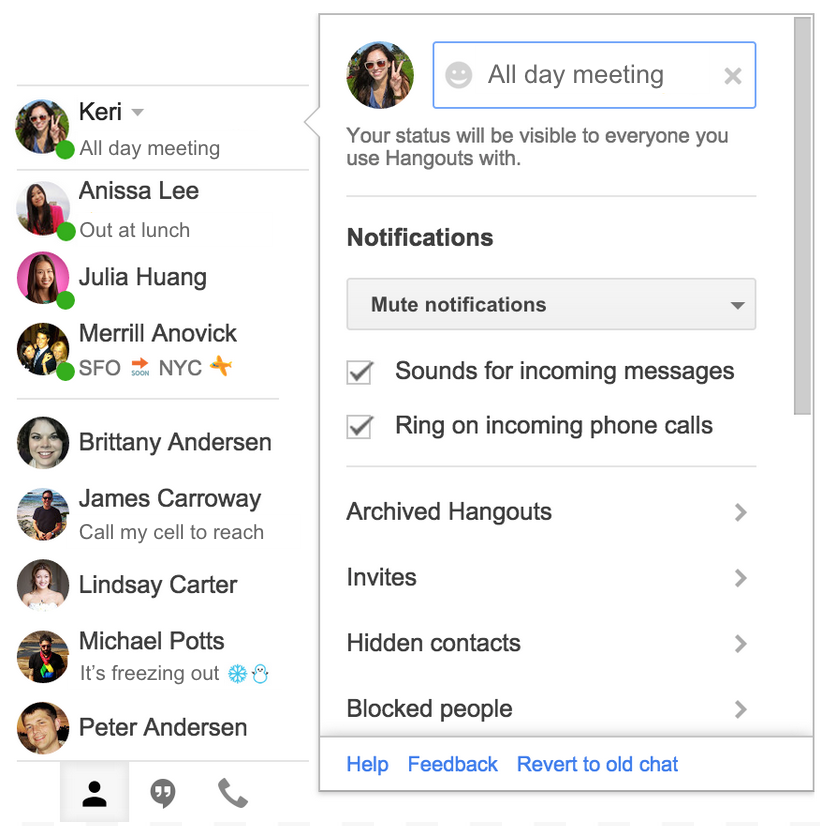 Keri
All day meeting
Anissa Lee
Out at lunch
Julia Huang
Merrill Anovick
SFO SOON NYC
Brittany Andersen
James Carroway
Call my cell to reach
Lindsay Carter
Michael Potts
It's freezing out
Peter Andersen
All day meeting
Your status will be visible to everyone you
use Hangouts with.
Notifications
Mute notifications
Sounds for incoming messages
Ring on incoming phone calls
Archived Hangouts
Invites
Hidden contacts
Blocked people
Help Feedback Revert to old chat